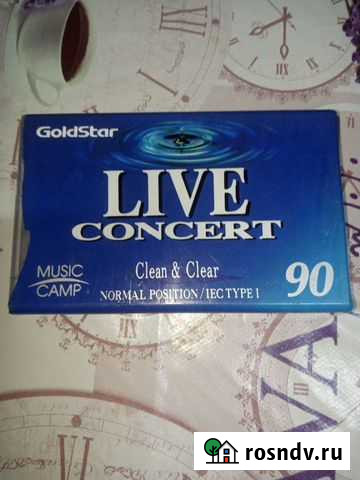 GoldStar
LIVE
CONCERT
MUSIC
CAMP
Clean & Clear
NORMAL POSITION/IEC TYPE I
90
rosndv.ru